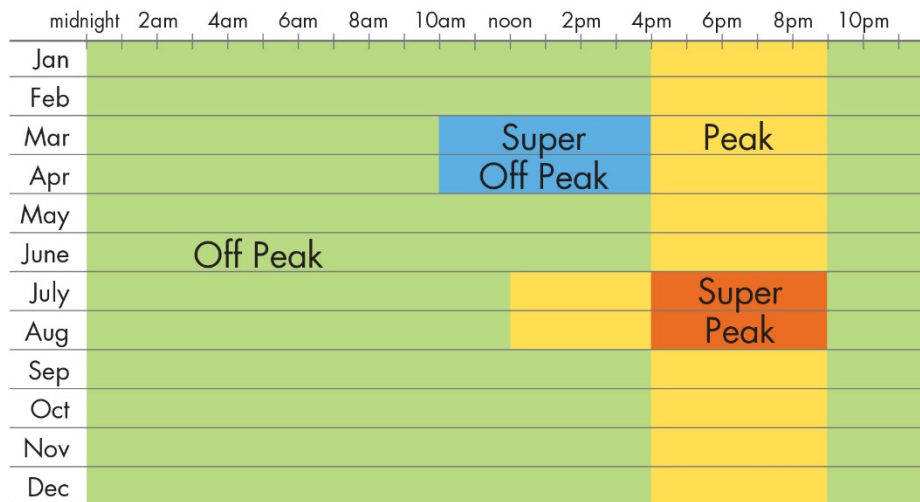 midnight 2am 4am 6am 8am 10am noon 2pm 4pm 6pm 8pm 10pm
Jan
Feb
Mar Super Peak
Apr Off Peak
May
June Off Peak
July Super
Aug Peak
Sep
Oct
Nov
Dec